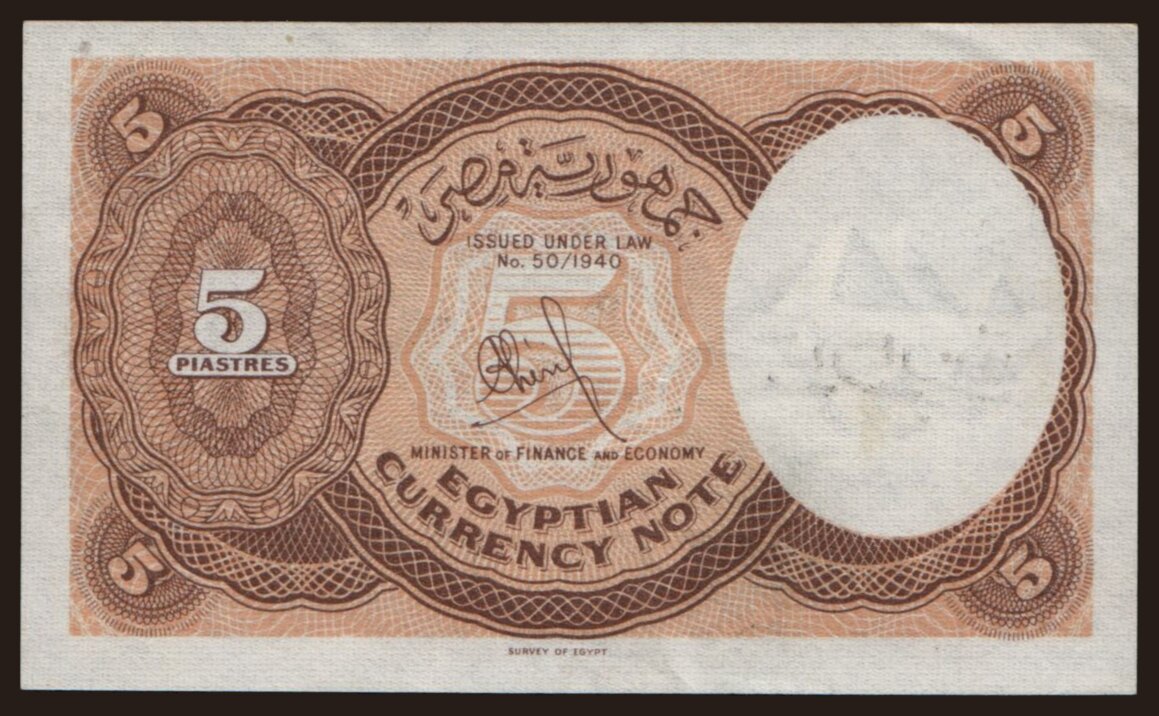 5
5
جمهورية مصر
ISSUED UNDER LAW
No. 50/1940
5
5
PIASTRES
MINISTER OF FINANCE AND ECONOMY
EGYPTIAN
CURRENCY NOTE
5
5
SURVEY OF EGYPT